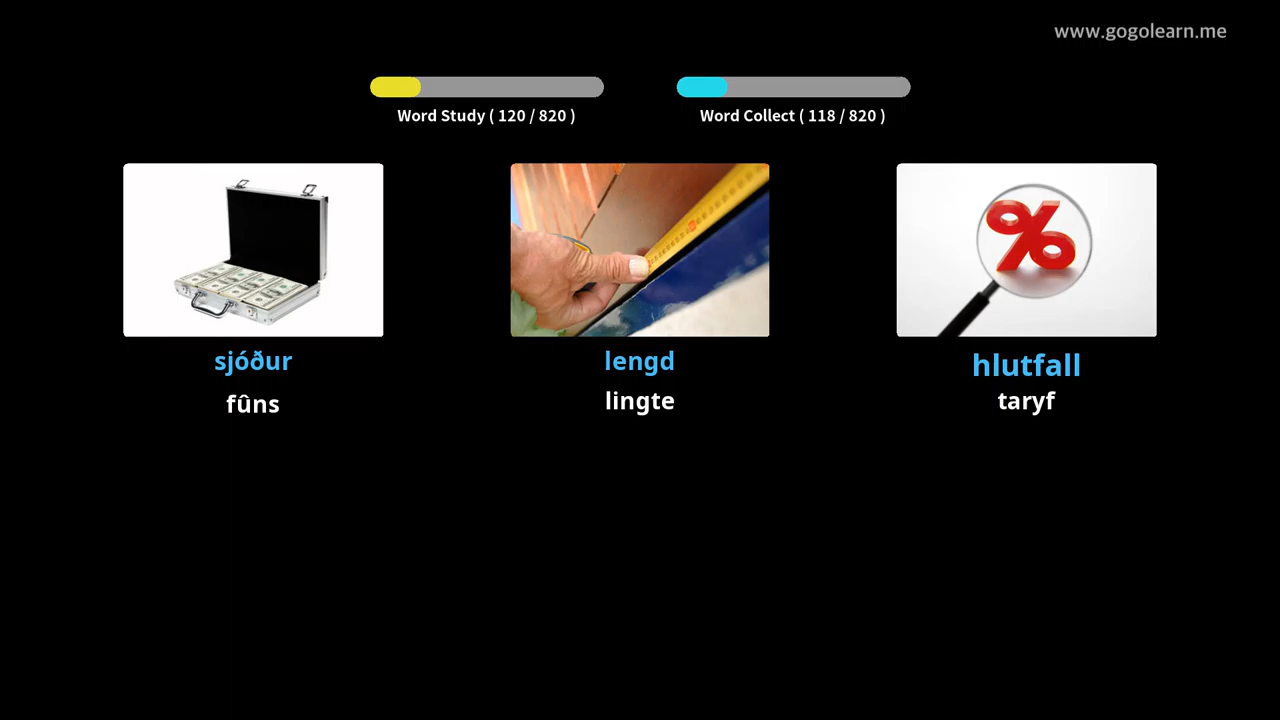 www.gogolearn.me
Word Study ( 120 / 820 )
Word Collect ( 118 / 820 )
sjóður
lengd
hlutfall
fûns
lingte
taryf